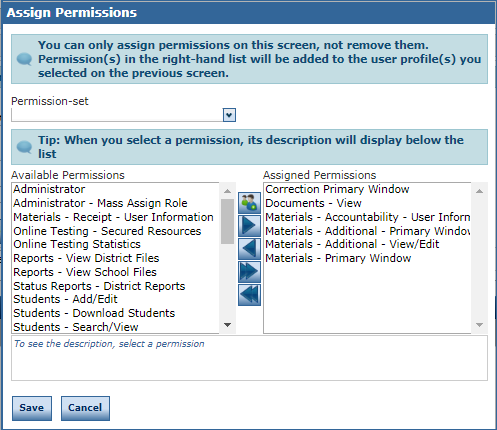 Assign Permissions
You can only assign permissions on this screen, not remove them.
Permission(s) in the right-hand list will be added to the user profile(s) you
selected on the previous screen.
Permission-set
Tip: When you select a permission, its description will display below the
list
Available Permissions
Administrator
Administrator - Mass Assign Role
Materials - Receipt - User Information
Online Testing - Secured Resources
Online Testing Statistics
Reports - View District Files
Reports - View School Files
Status Reports - District Reports
Students - Add/Edit
Students - Download Students
Students - Search/View
Assigned Permissions
Correction Primary Window
Documents - View
Materials - Accountability - User Inform
Materials - Additional - Primary Window
Materials - Additional - View/Edit
Materials - Primary Window
To see the description, select a permission
Save
Cancel